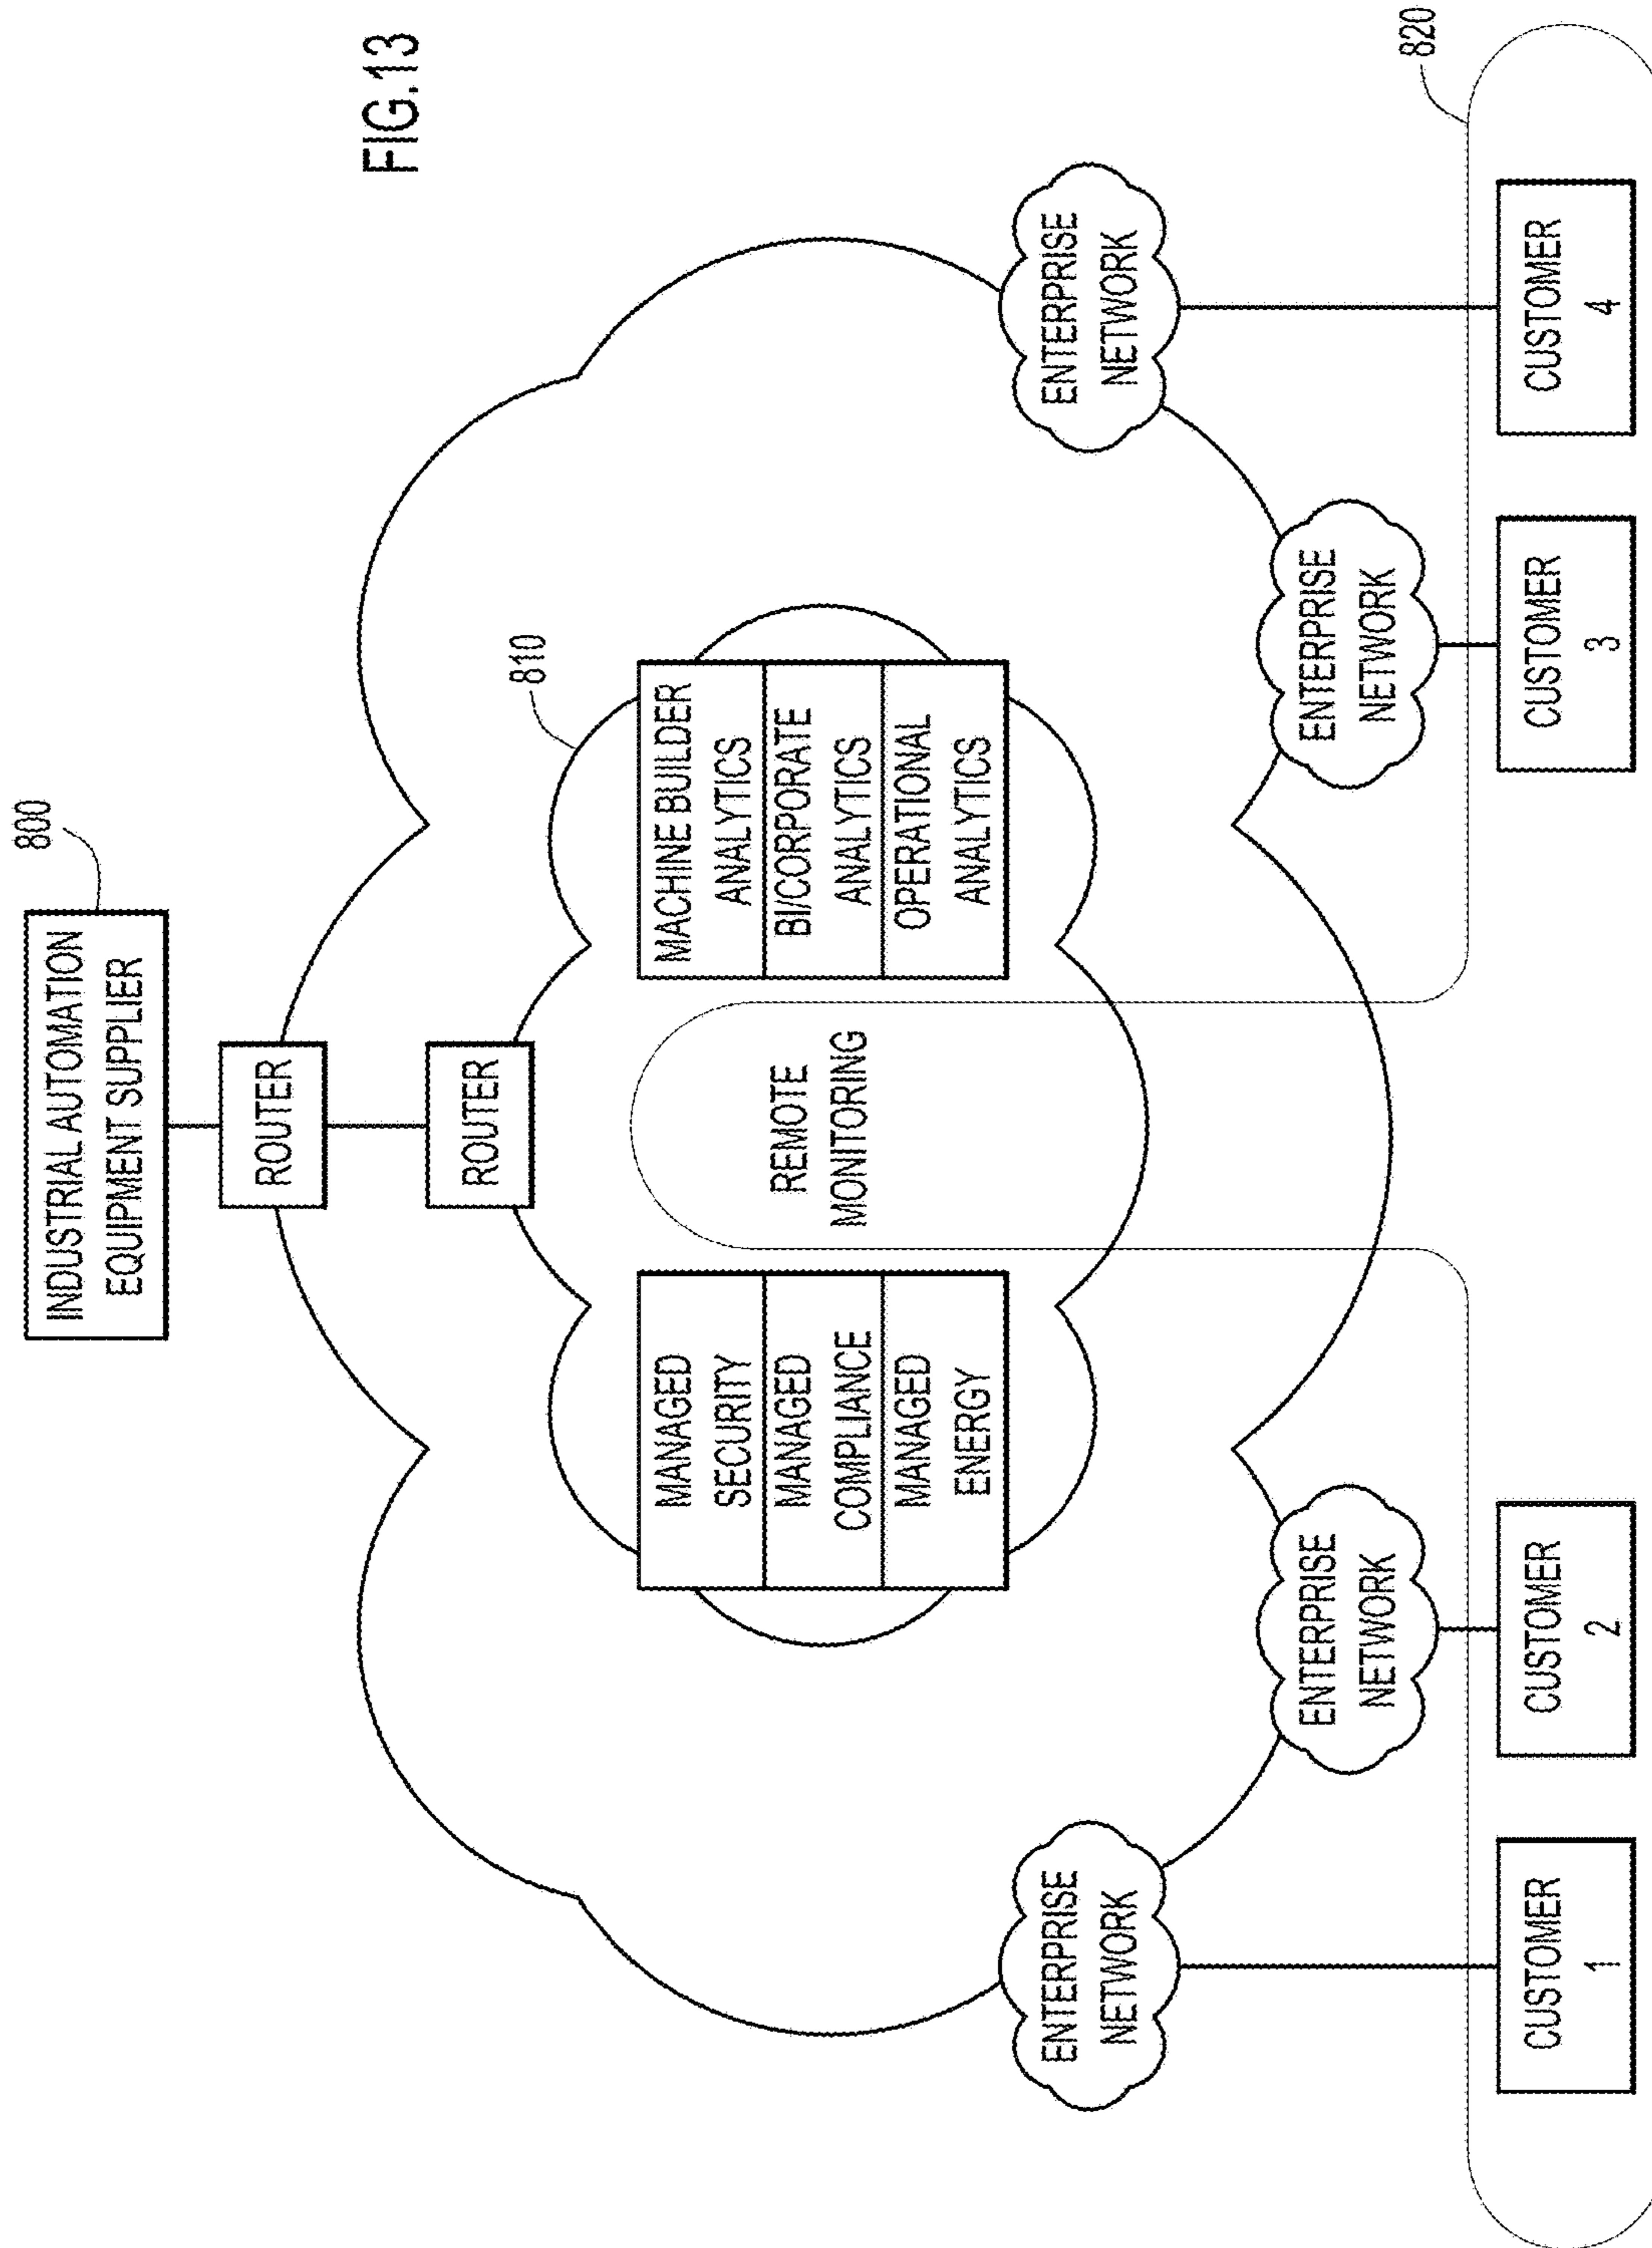 FIG.13
800
INDUSTRIAL AUTOMATION
EQUIPMENT SUPPLIER
ROUTER
ROUTER
810
MANAGED
SECURITY
MANAGED
COMPLIANCE
MANAGED
ENERGY
REMOTE
MONITORING
MACHINE BUILDER
ANALYTICS
BI/CORPORATE
ANALYTICS
OPERATIONAL
ANALYTICS
ENTERPRISE
NETWORK
ENTERPRISE
NETWORK
ENTERPRISE
NETWORK
ENTERPRISE
NETWORK
820
CUSTOMER
1
CUSTOMER
2
CUSTOMER
3
CUSTOMER
4